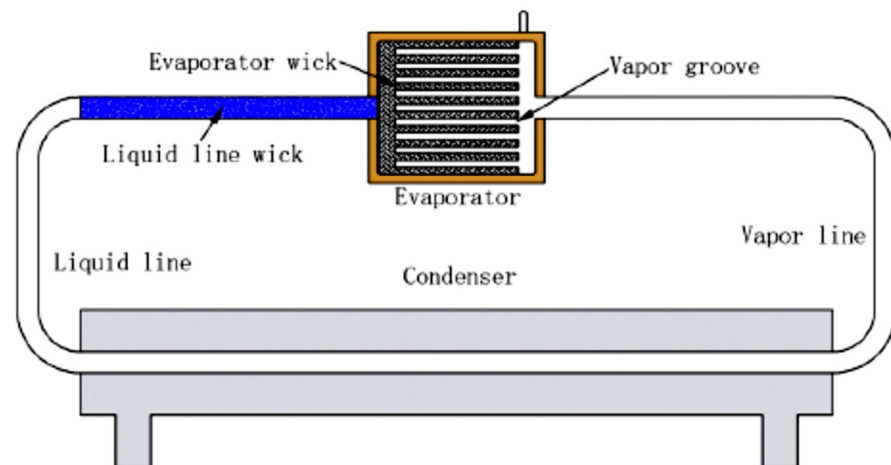 Evaporator wick
Vapor groove
Liquid line wick
Evaporator
Vapor line
Liquid line
Condenser